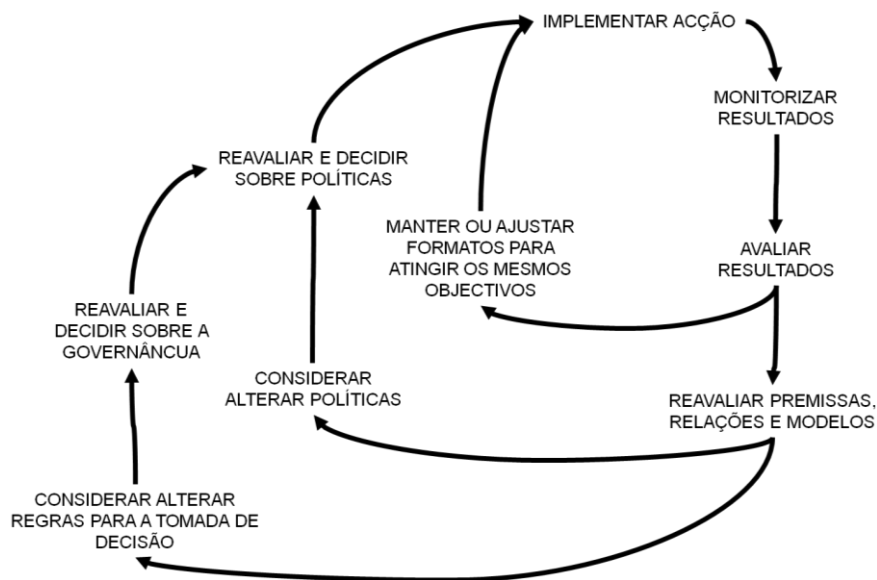 IMPLEMENTAR ACÇÃO
MONITORIZAR
RESULTADOS
REAVALIAR E DECIDIR
SOBRE POLÍTICAS
MANTER OU AJUSTAR
FORMATOS PARA
ATINGIR OS MESMOS
OBJECTIVOS
AVALIAR
RESULTADOS
REAVALIAR E
DECIDIR SOBRE A
GOVERNÂNCUA
CONSIDERAR
ALTERAR POLÍTICAS
REAVALIAR PREMISSAS,
RELAÇÕES E MODELOS
CONSIDERAR ALTERAR
REGRAS PARA A TOMADA DE
DECISÃO